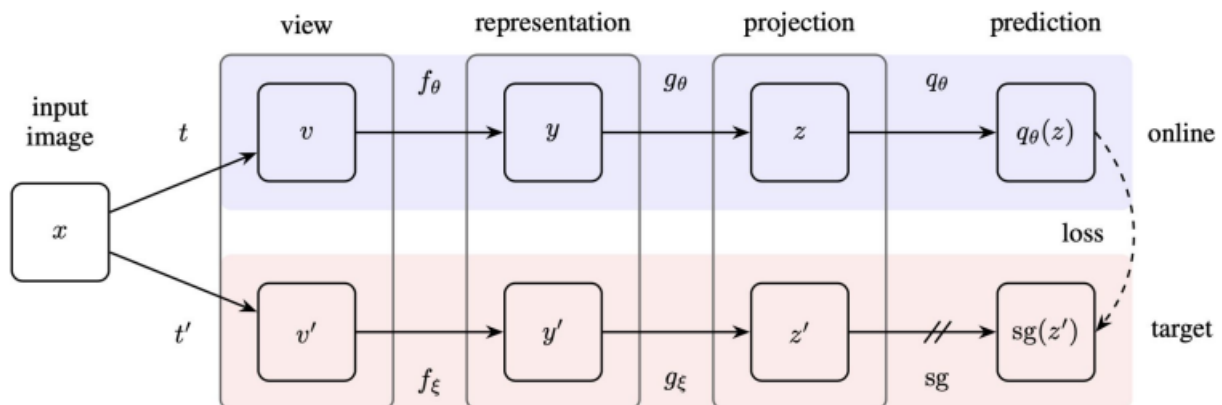 view
representation
projection
prediction
input
image
t
f_θ
g_θ
q_θ
v
y
z
q_θ(z)
online
x
loss
t′
v′
y′
z′
sg(z′)
target
f_ξ
g_ξ
sg